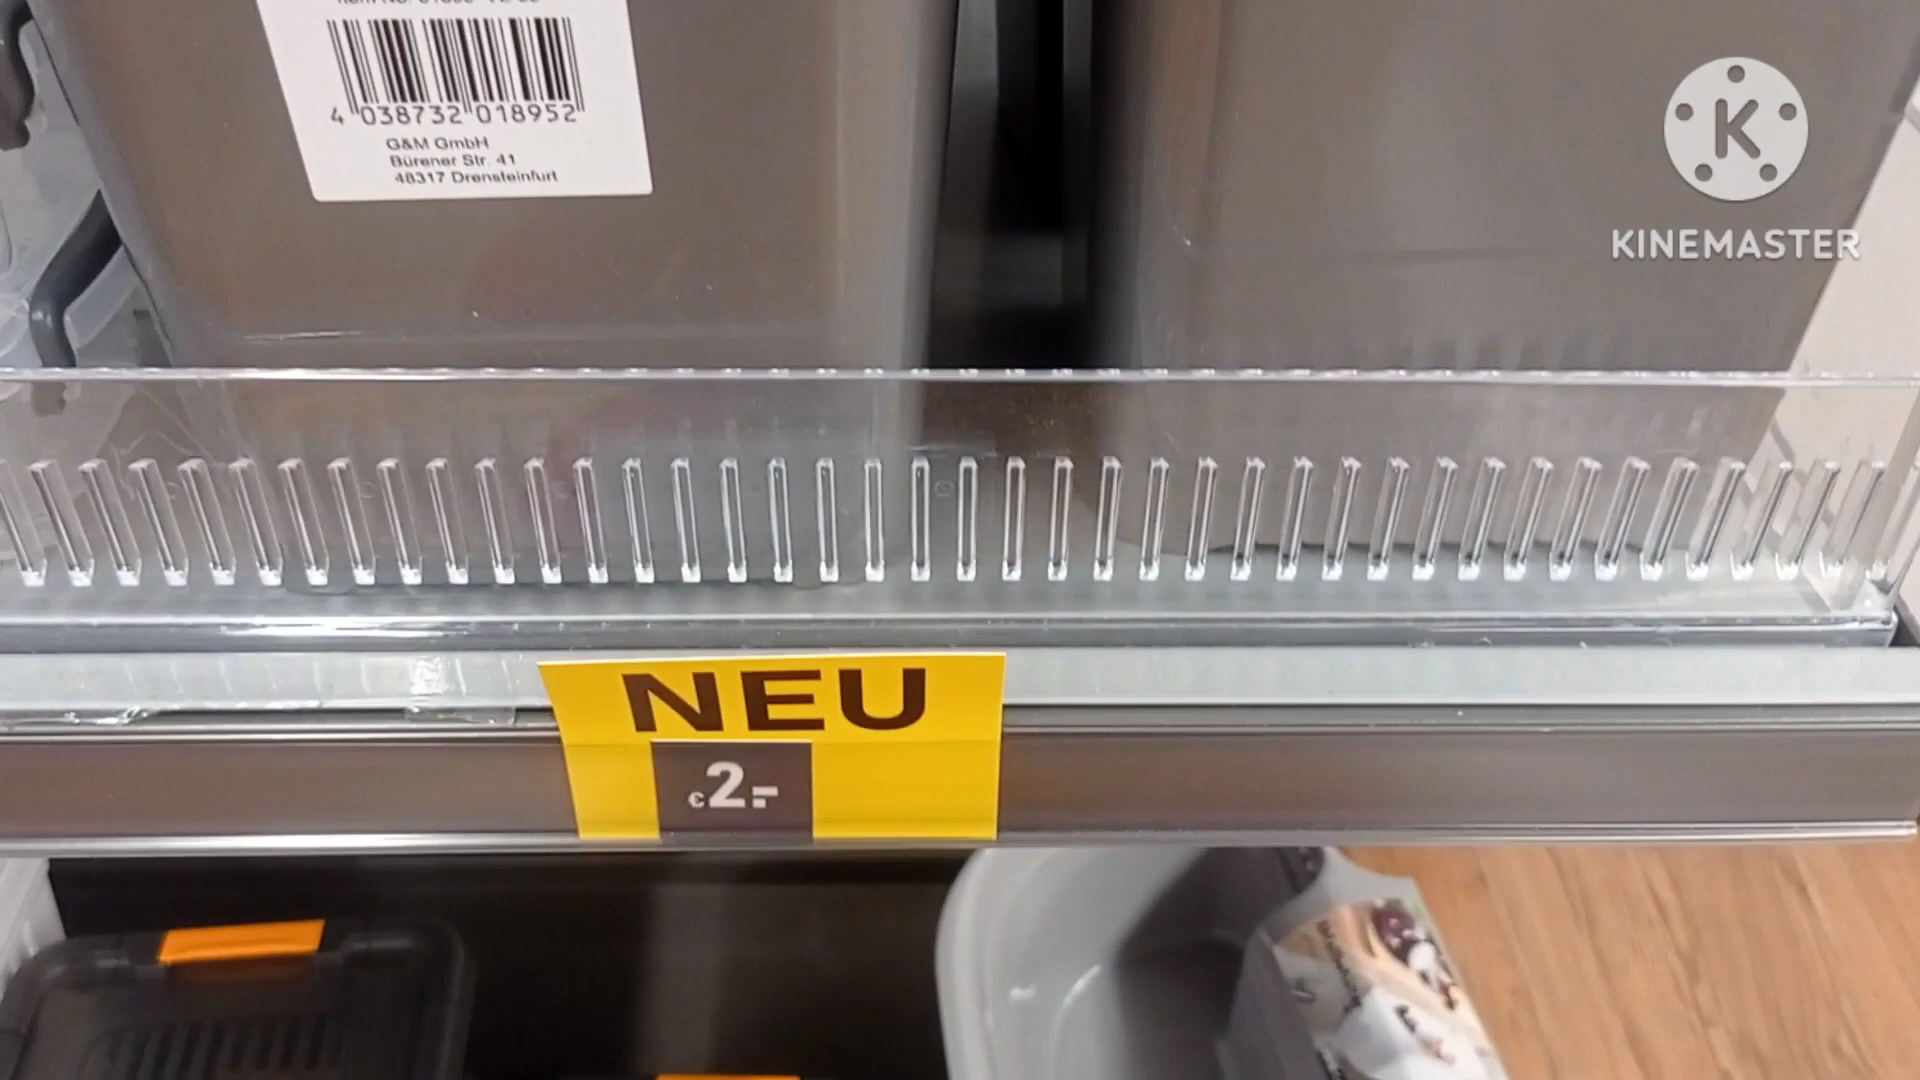 4 038732 018952
G&M GmbH
Bürener Str. 41
48317 Drensteinfurt
K
KINEMASTER
NEU
€2.-